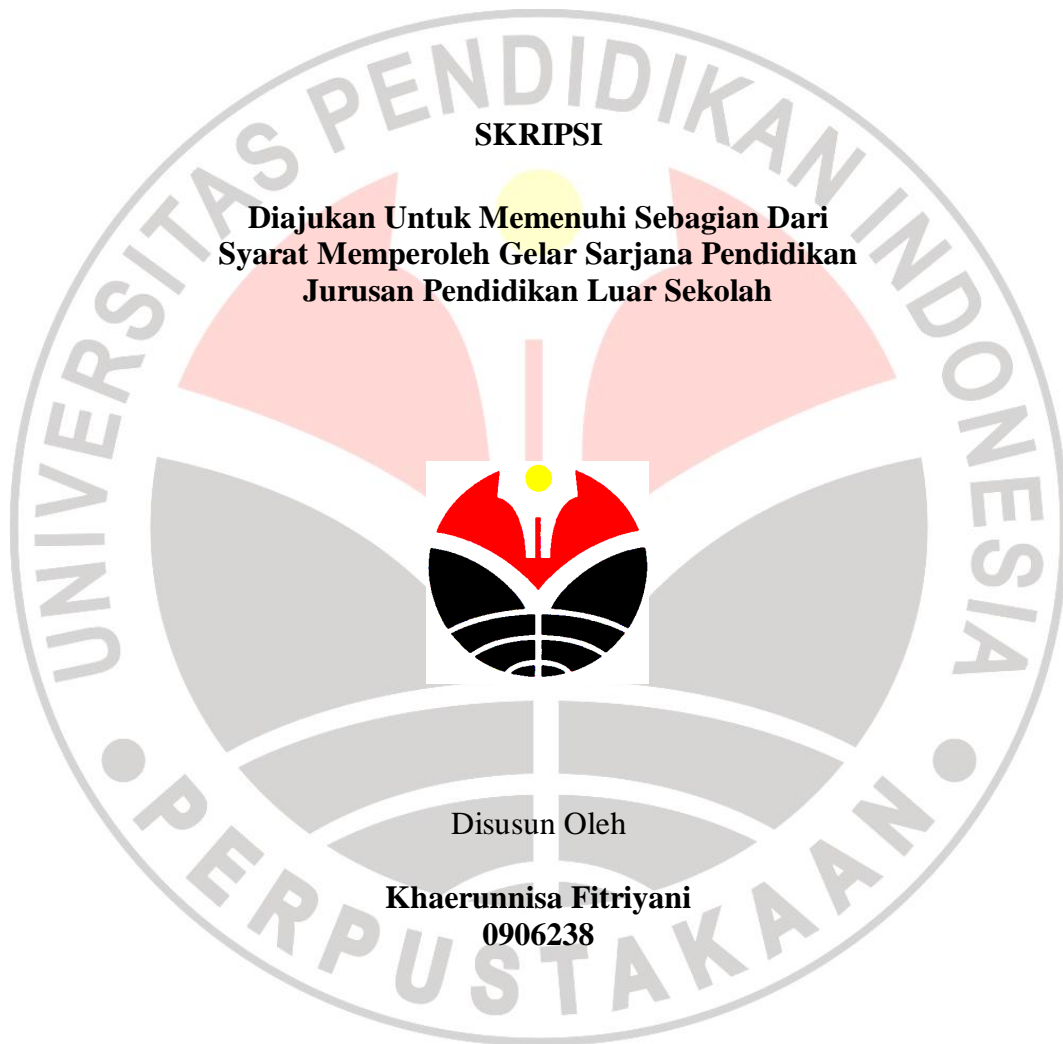 UNIVERSITAS PENDIDIKAN INDONESIA
SKRIPSI
Diajukan Untuk Memenuhi Sebagian Dari
Syarat Memperoleh Gelar Sarjana Pendidikan
Jurusan Pendidikan Luar Sekolah
Disusun Oleh
Khaerunnisa Fitriyani
0906238
PERPUSTAKAAN